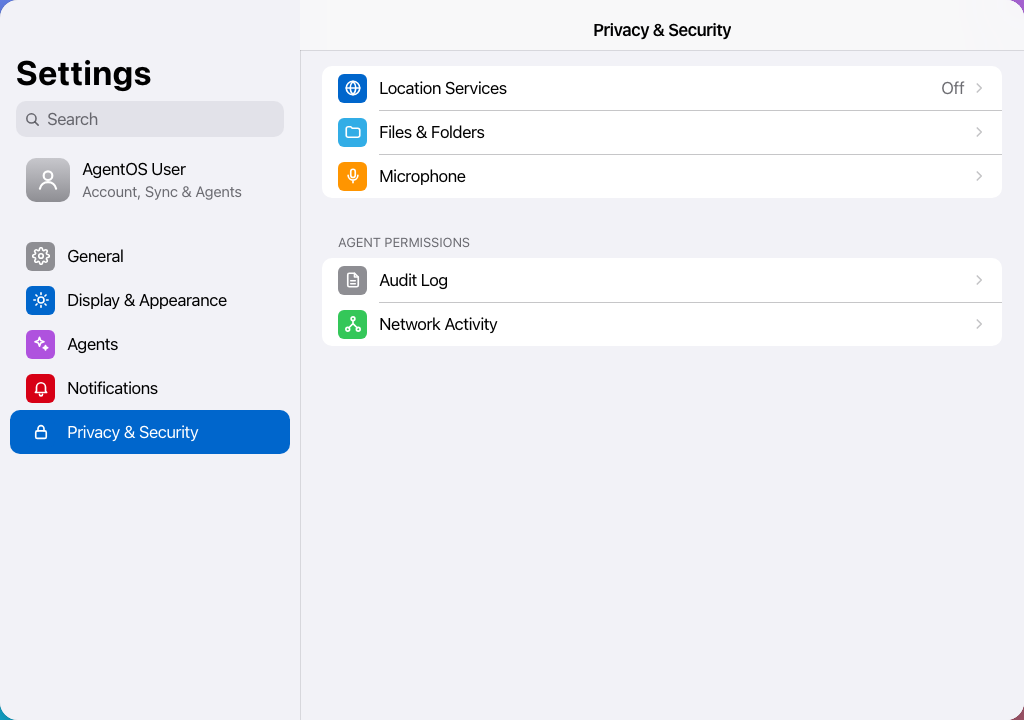 Settings
Search
AgentOS User
Account, Sync & Agents
General
Display & Appearance
Agents
Notifications
Privacy & Security
Privacy & Security
Location Services Off
Files & Folders
Microphone
AGENT PERMISSIONS
Audit Log
Network Activity